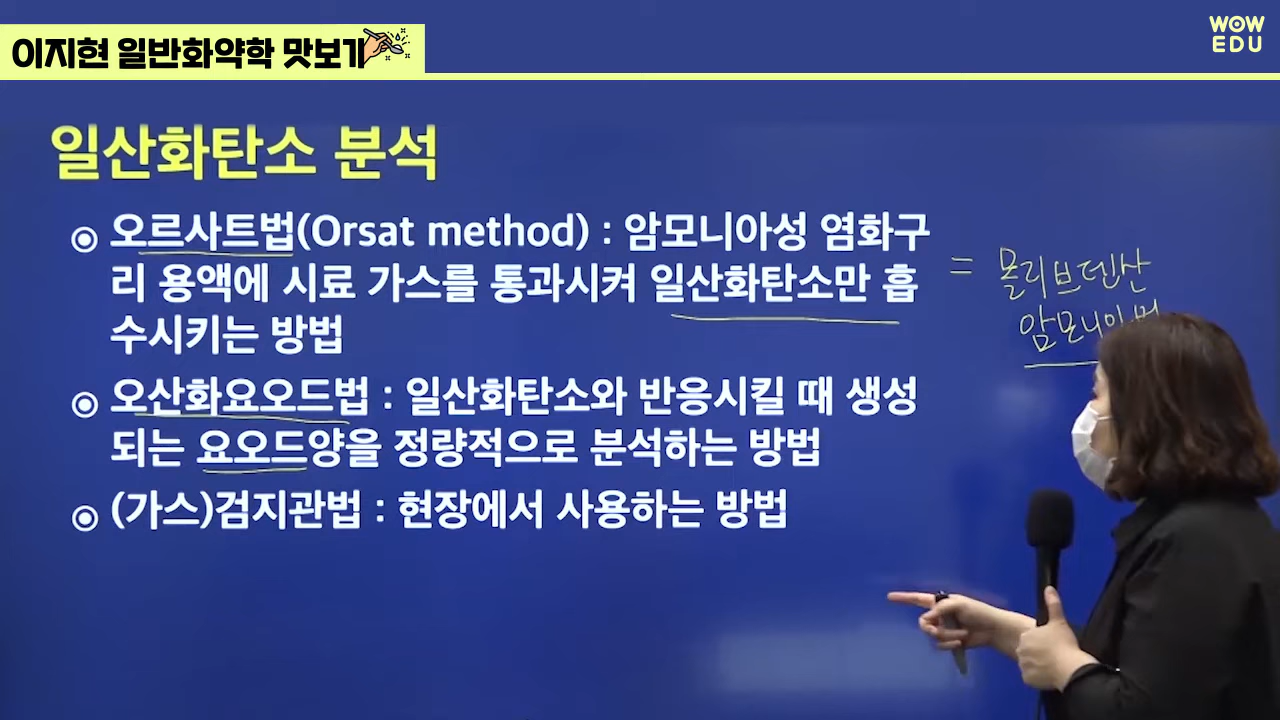 이지현 일반화약학 맛보기
WOW
EDU
일산화탄소 분석
오르사트법(Orsat method) : 암모니아성 염화구
리 용액에 시료 가스를 통과시켜 일산화탄소만 흡
수시키는 방법
= 몰리브덴산
암모니아
오산화요오드법 : 일산화탄소와 반응시킬 때 생성
되는 요오드양을 정량적으로 분석하는 방법
(가스)검지관법 : 현장에서 사용하는 방법